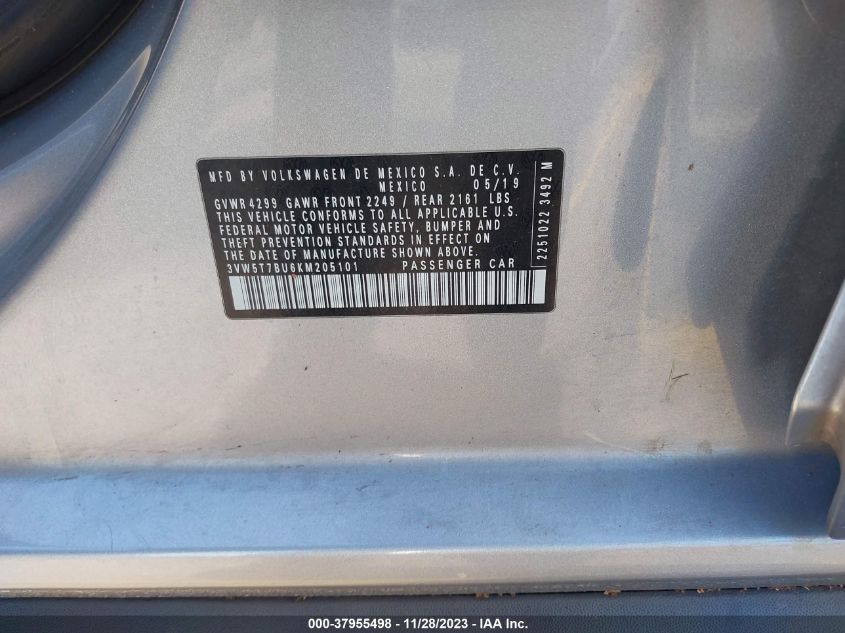 MFD BY VOLKSWAGEN DE MEXICO S.A. DE C.V.
MEXICO 05/19
GVWR 4299 GAWR FRONT 2249 / REAR 2161 LBS
THIS VEHICLE CONFORMS TO ALL APPLICABLE U.S.
FEDERAL MOTOR VEHICLE SAFETY, BUMPER AND
THEFT PREVENTION STANDARDS IN EFFECT ON
THE DATE OF MANUFACTURE SHOWN ABOVE.
3VW5T7BU6KM205101 PASSENGER CAR
2251022 3492 M
000-37955498 - 11/28/2023 - IAA Inc.